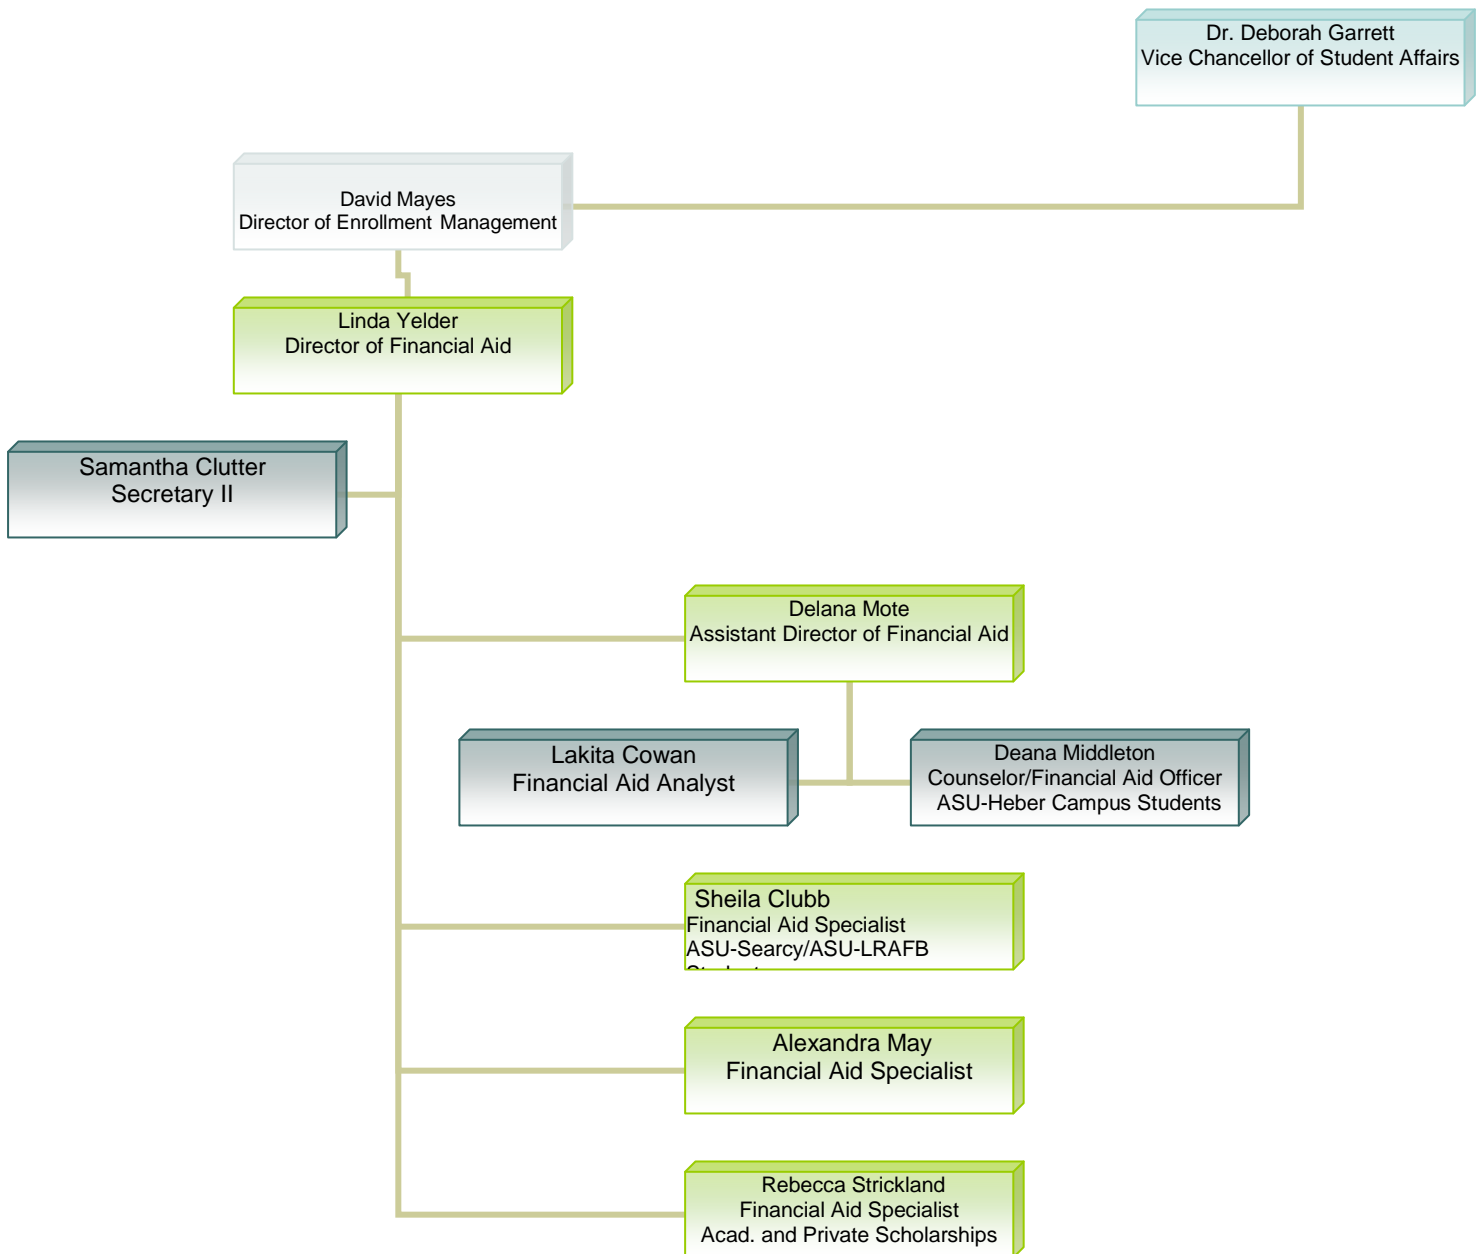 Dr. Deborah Garrett
Vice Chancellor of Student Affairs
David Mayes
Director of Enrollment Management
Linda Yelder
Director of Financial Aid
Samantha Clutter
Secretary II
Delana Mote
Assistant Director of Financial Aid
Lakita Cowan
Financial Aid Analyst
Deana Middleton
Counselor/Financial Aid Officer
ASU-Heber Campus Students
Sheila Clubb
Financial Aid Specialist
ASU-Searcy/ASU-LRAFB
Alexandra May
Financial Aid Specialist
Rebecca Strickland
Financial Aid Specialist
Acad. and Private Scholarships